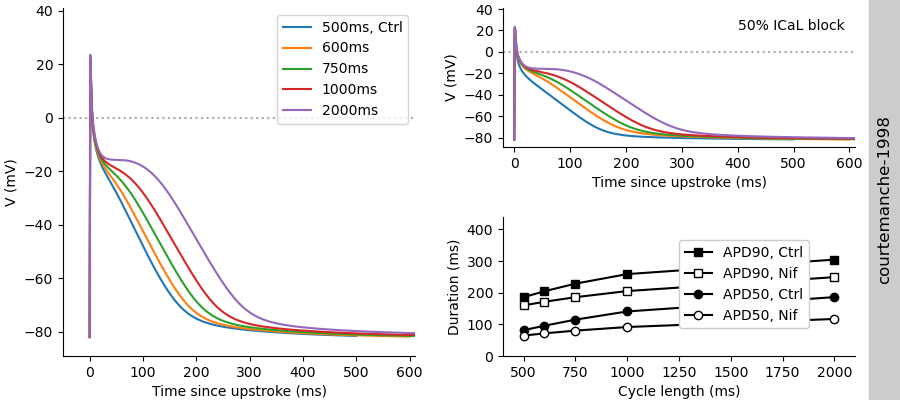 40
20
0
−20
−40
−60
−80
V (mV)
0
100
200
300
400
500
600
Time since upstroke (ms)
500ms, Ctrl
600ms
750ms
1000ms
2000ms
40
20
0
−20
−40
−60
−80
V (mV)
50% ICaL block
0
100
200
300
400
500
600
Time since upstroke (ms)
400
300
200
100
0
Duration (ms)
APD90, Ctrl
APD90, Nif
APD50, Ctrl
APD50, Nif
500
750
1000
1250
1500
1750
2000
Cycle length (ms)
courtemanche-1998